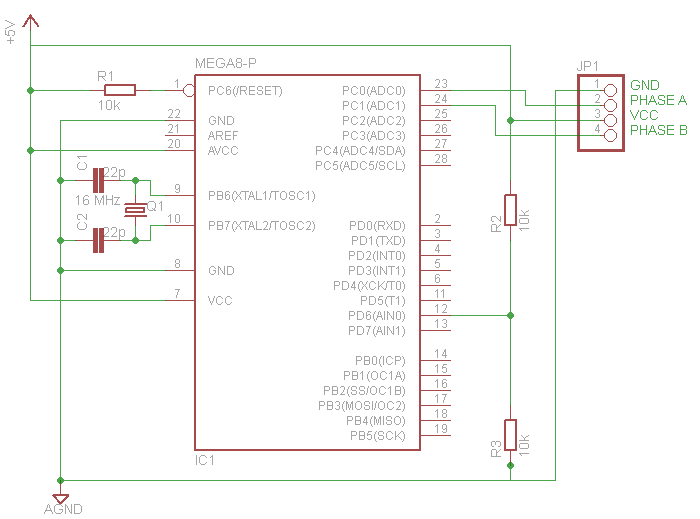 +5V
MEGA8-P
R1
10k
1
PC6(/RESET)
22
GND
21
AREF
20
AVCC
C1
22p
16 MHz
9
PB6(XTAL1/TOSC1)
Q1
C2
22p
10
PB7(XTAL2/TOSC2)
8
GND
7
VCC
PC0(ADC0)
23
PC1(ADC1)
24
PC2(ADC2)
25
PC3(ADC3)
26
PC4(ADC4/SDA)
27
PC5(ADC5/SCL)
28
PD0(RXD)
2
PD1(TXD)
3
PD2(INT0)
4
PD3(INT1)
5
PD4(XCK/T0)
6
PD5(T1)
11
PD6(AIN0)
12
PD7(AIN1)
13
PB0(ICP)
14
PB1(OC1A)
15
PB2(SS/OC1B)
16
PB3(MOSI/OC2)
17
PB4(MISO)
18
PB5(SCK)
19
IC1
JP1
1
GND
2
PHASE A
3
VCC
4
PHASE B
R2
10k
R3
10k
AGND